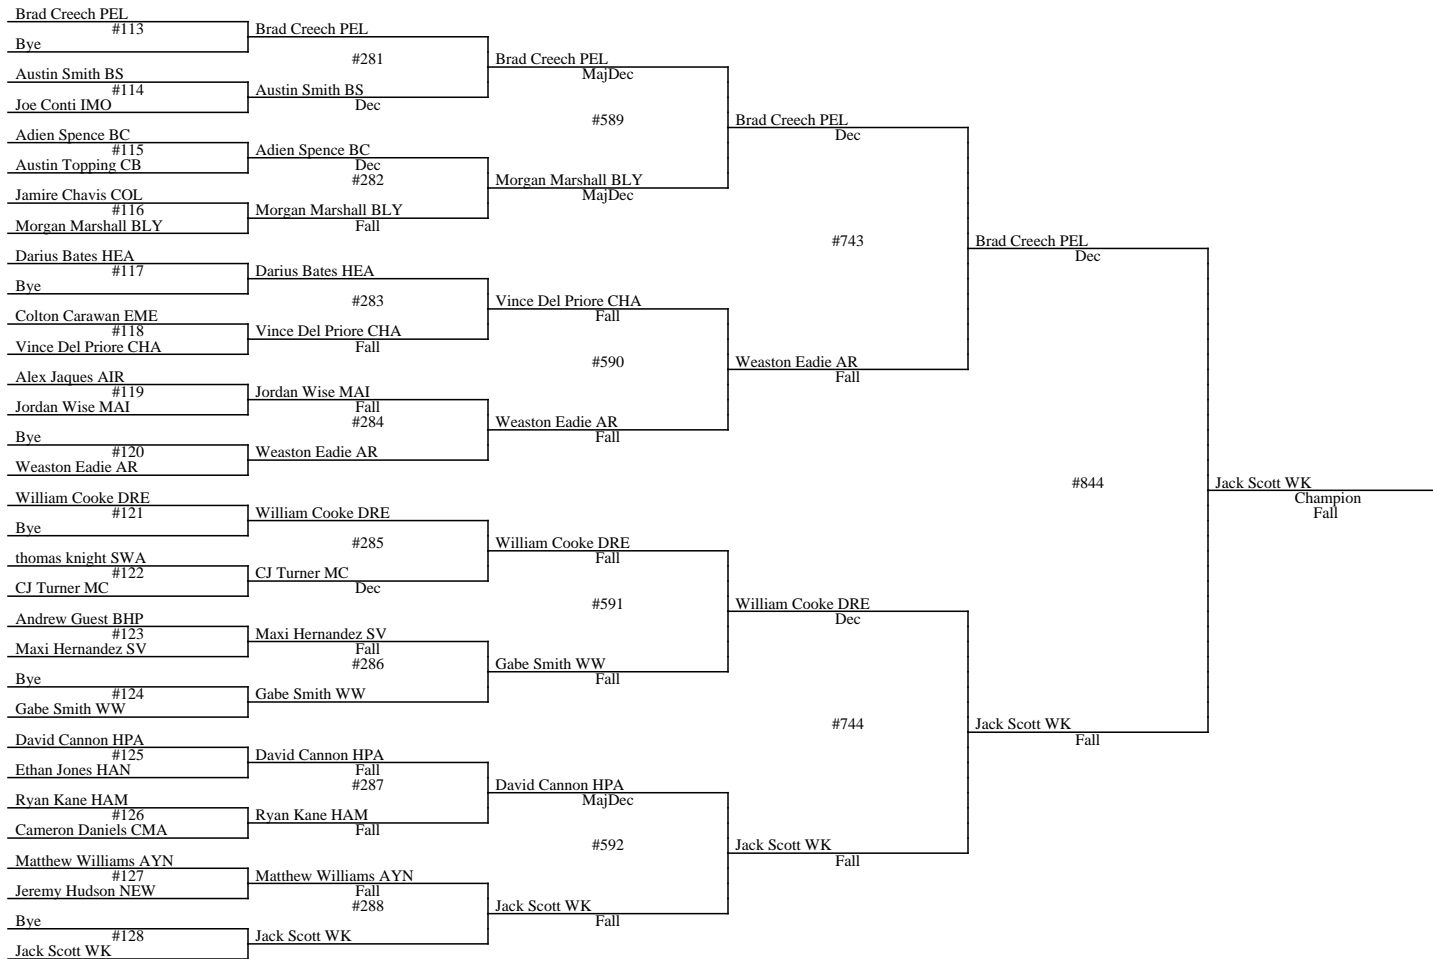 Brad Creech PEL
#113
Bye
Brad Creech PEL
#281
Austin Smith BS
#114
Joe Conti IMO
Austin Smith BS
Dec
Brad Creech PEL
MajDec
#589
Adien Spence BC
#115
Austin Topping CB
Adien Spence BC
Dec
#282
Jamire Chavis COL
#116
Morgan Marshall BLY
Morgan Marshall BLY
Fall
Morgan Marshall BLY
MajDec
Brad Creech PEL
Dec
#743
Darius Bates HEA
#117
Bye
Darius Bates HEA
#283
Colton Carawan EME
#118
Vince Del Priore CHA
Vince Del Priore CHA
Fall
Vince Del Priore CHA
Fall
#590
Alex Jaques AIR
#119
Jordan Wise MAI
Jordan Wise MAI
Fall
#284
Bye
#120
Weaston Eadie AR
Weaston Eadie AR
Weaston Eadie AR
Fall
Weaston Eadie AR
Fall
Brad Creech PEL
Dec
#844
William Cooke DRE
#121
Bye
William Cooke DRE
#285
thomas knight SWA
#122
CJ Turner MC
CJ Turner MC
Dec
William Cooke DRE
Fall
#591
Andrew Guest BHP
#123
Maxi Hernandez SV
Maxi Hernandez SV
Fall
#286
Bye
#124
Gabe Smith WW
Gabe Smith WW
Gabe Smith WW
Fall
William Cooke DRE
Dec
#744
David Cannon HPA
#125
Ethan Jones HAN
David Cannon HPA
Fall
#287
Ryan Kane HAM
#126
Cameron Daniels CMA
Ryan Kane HAM
Fall
David Cannon HPA
MajDec
#592
Matthew Williams AYN
#127
Jeremy Hudson NEW
Matthew Williams AYN
Fall
#288
Bye
#128
Jack Scott WK
Jack Scott WK
Jack Scott WK
Fall
Jack Scott WK
Fall
Jack Scott WK
Fall
Jack Scott WK
Champion
Fall